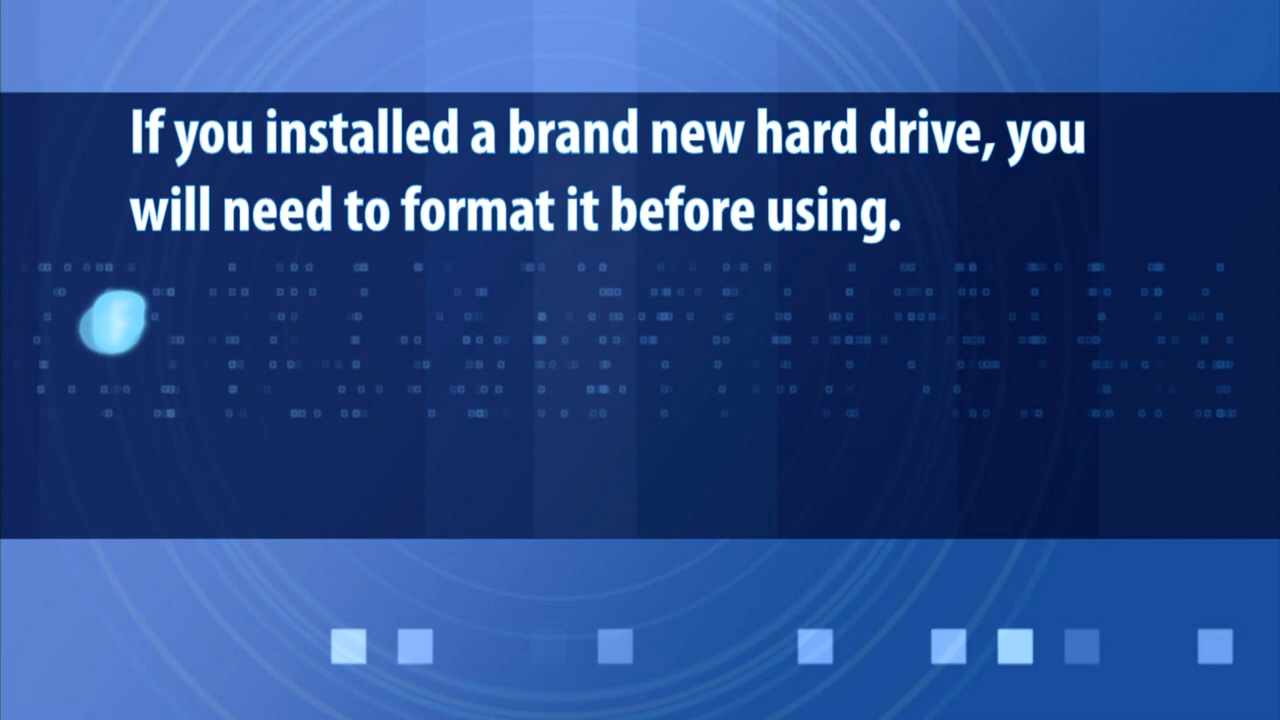 If you installed a brand new hard drive, you
will need to format it before using.